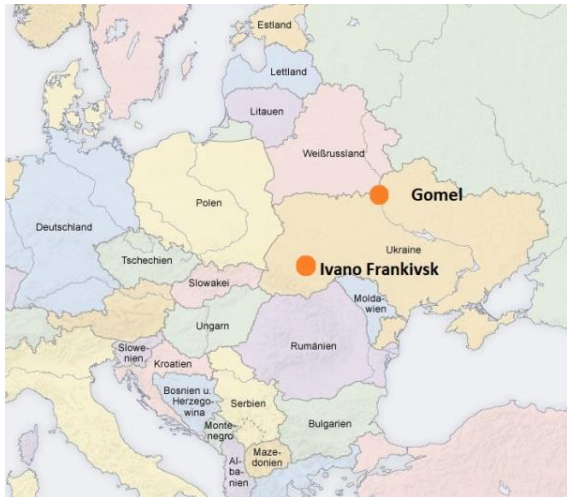 Estland
Lettland
Litauen
Weißrussland
Gomel
Polen
Deutschland
Ukraine
Tschechien
Ivano Frankivsk
Slowakei
Molda-
wien
Ungarn
Rumänien
Slowe-
nien
Kroatien
Bosnien u.
Herzego-
wina
Serbien
Monte-
negro
Bulgarien
Maze-
donien
Al-
ba-
nien